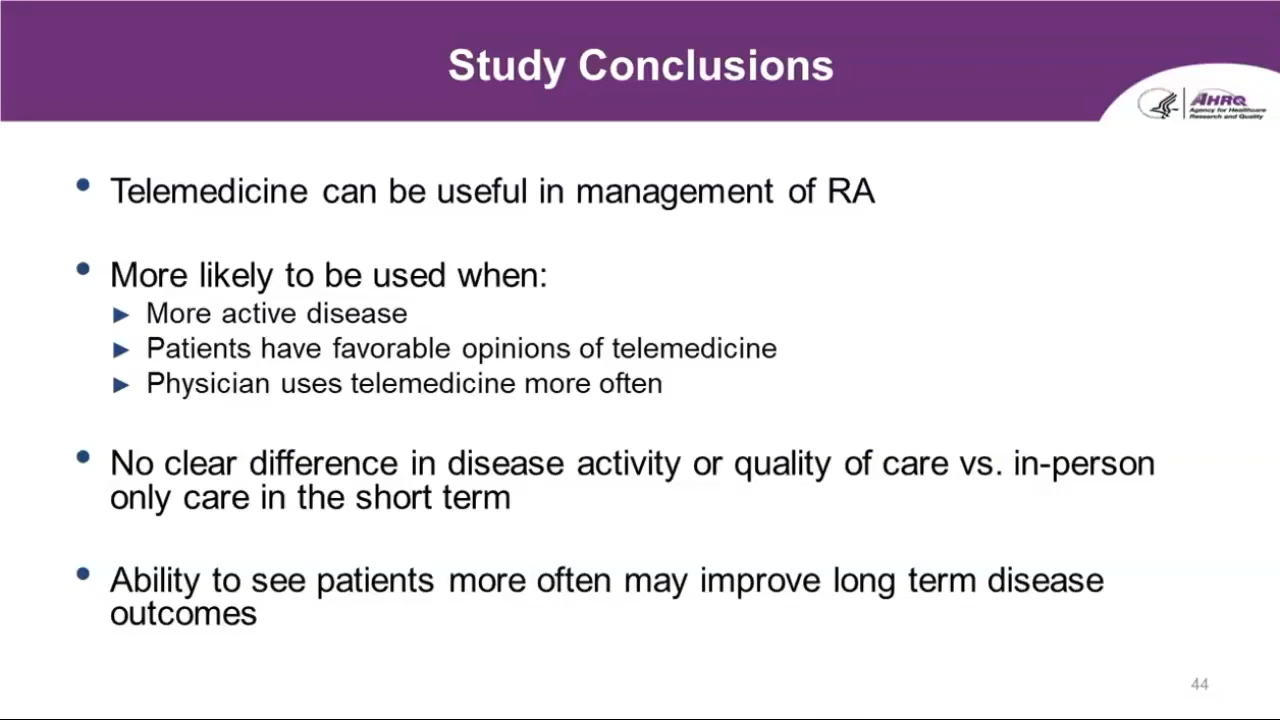 Study Conclusions
AHRQ
Agency for Healthcare
Research and Quality
• Telemedicine can be useful in management of RA
• More likely to be used when:
► More active disease
► Patients have favorable opinions of telemedicine
► Physician uses telemedicine more often
• No clear difference in disease activity or quality of care vs. in-person
only care in the short term
• Ability to see patients more often may improve long term disease
outcomes
44